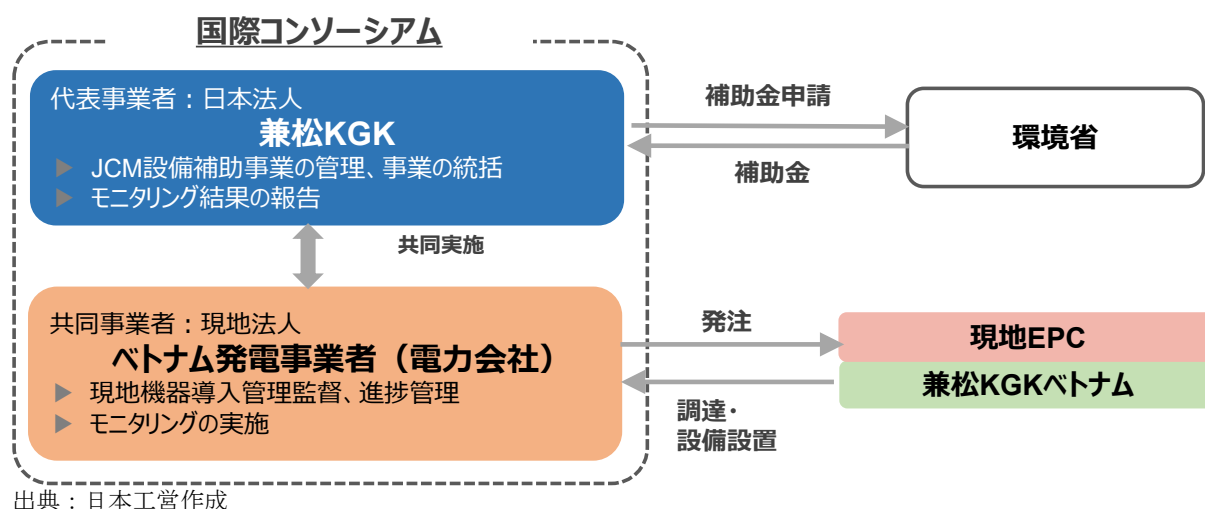 国際コンソーシアム
代表事業者：日本法人
兼松KGK
▶ JCM設備補助事業の管理、事業の統括
▶ モニタリング結果の報告
共同実施
共同事業者：現地法人
ベトナム発電事業者（電力会社）
▶ 現地機器導入管理監督、進捗管理
▶ モニタリングの実施
補助金申請
補助金
環境省
発注
調達・
設備設置
現地EPC
兼松KGKベトナム
出典：日本工営作成